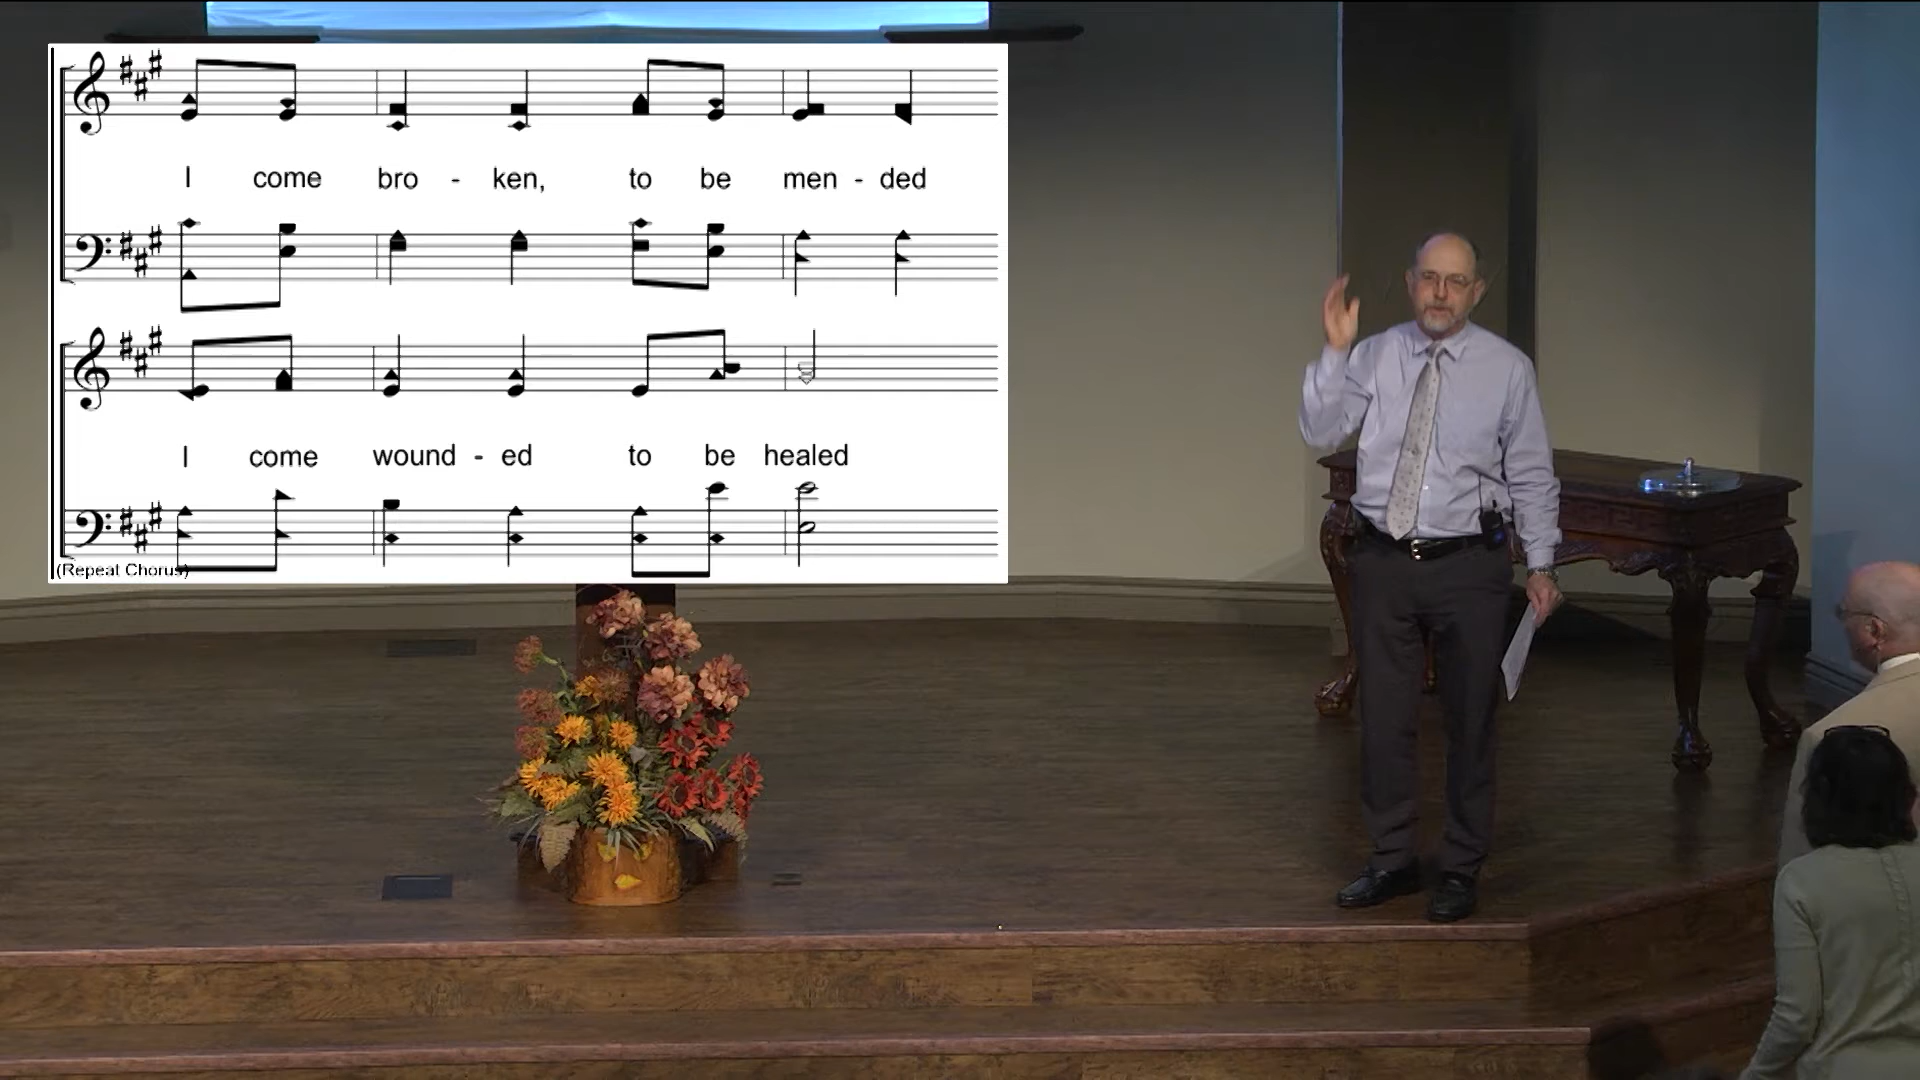 I come bro - ken, to be men - ded
I come wound - ed to be healed
(Repeat Chorus)